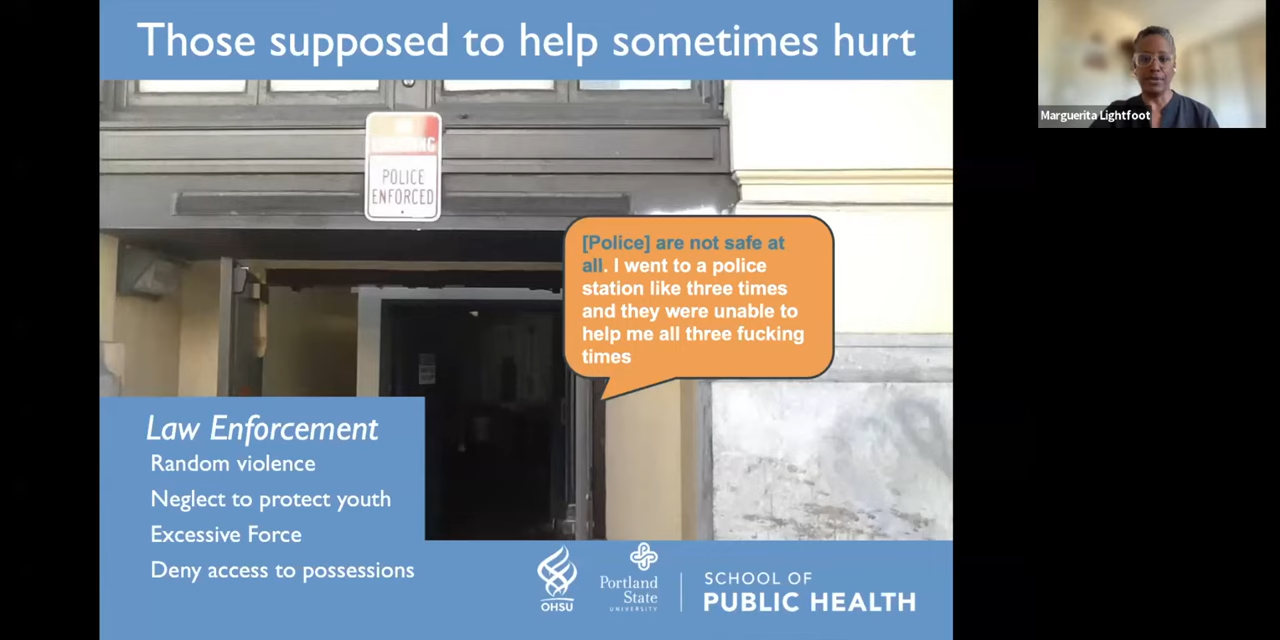 Those supposed to help sometimes hurt
Marguerita Lightfoot
POLICE
ENFORCED
[Police] are not safe at
all. I went to a police
station like three times
and they were unable to
help me all three fucking
times
Law Enforcement
Random violence
Neglect to protect youth
Excessive Force
Deny access to possessions
OHSU
Portland
State
UNIVERSITY
SCHOOL OF
PUBLIC HEALTH